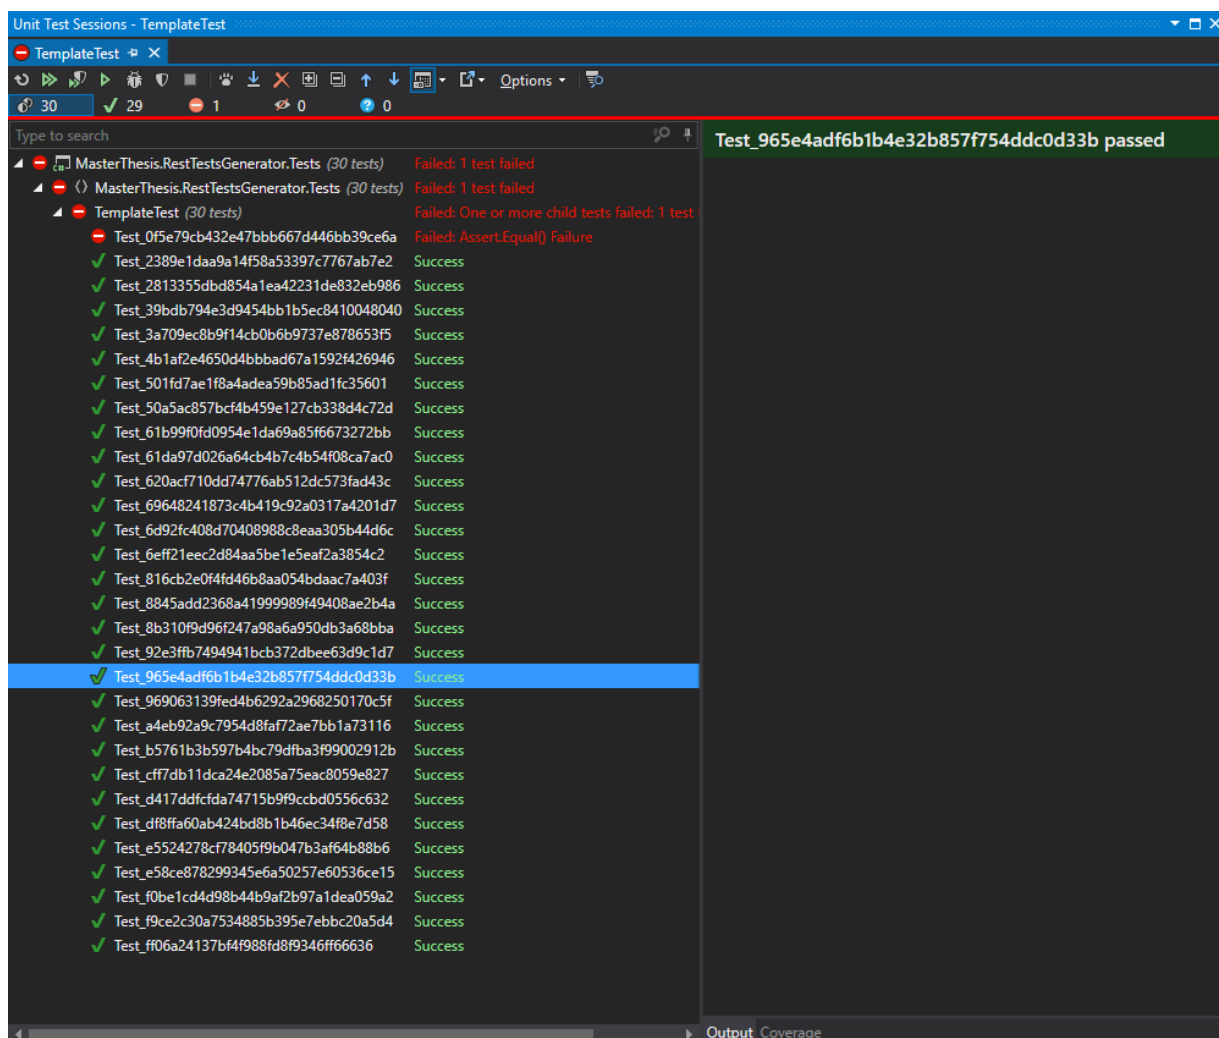 Unit Test Sessions - TemplateTest
TemplateTest
Options
30 29 1 0 0
Type to search
Test_965e4adf6b1b4e32b857f754ddc0d33b passed
MasterThesis.RestTestsGenerator.Tests (30 tests) Failed: 1 test failed
MasterThesis.RestTestsGenerator.Tests (30 tests) Failed: 1 test failed
TemplateTest (30 tests) Failed: One or more child tests failed: 1 test
Test_0f5e79cb432e47bbb667d446bb39ce6a Failed: Assert.Equal() Failure
Test_2389e1daa9a14f58a53397c7767ab7e2 Success
Test_2813355dbd854a1ea42231de832eb986 Success
Test_39bdb794e3d9454bb1b5ec8410048040 Success
Test_3a709ec8b9f14cb0b6b9737e878653f5 Success
Test_4b1af2e4650d4bbbad67a1592f426946 Success
Test_501fd7ae1f8a4adea59b85ad1fc35601 Success
Test_50a5ac857bcf4b459e127cb338d4c72d Success
Test_61b99f0fd0954e1da69a85f6673272bb Success
Test_61da97d026a64cb4b7c4b54f08ca7ac0 Success
Test_620acf710dd74776ab512dc573fad43c Success
Test_69648241873c4b419c92a0317a4201d7 Success
Test_6d92fc408d70408988c8eaa305b44d6c Success
Test_6eff21eec2d84aa5be1e5eaf2a3854c2 Success
Test_816cb2e0f4fd46b8aa054bdaac7a403f Success
Test_8845add2368a41999989f49408ae2b4a Success
Test_8b310f9d96f247a98a6a950db3a68bba Success
Test_92e3ffb7494941bcb372dbee63d9c1d7 Success
Test_965e4adf6b1b4e32b857f754ddc0d33b Success
Test_969063139fed4b6292a2968250170c5f Success
Test_a4eb92a9c7954d8faf72ae7bb1a73116 Success
Test_b5761b3b597b4bc79dfba3f99002912b Success
Test_cff7db11dca24e2085a75eac8059e827 Success
Test_d417ddfcfda74715b9f9ccbd0556c632 Success
Test_df8ffa60ab424bd8b1b46ec34f8e7d58 Success
Test_e5524278cf78405f9b047b3af64b88b6 Success
Test_e58ce878299345e6a50257e60536ce15 Success
Test_f0be1cd4d98b44b9af2b97a1dea059a2 Success
Test_f9ce2c30a7534885b395e7ebbc20a5d4 Success
Test_ff06a24137bf4f988fd8f9346ff66636 Success
Output Coverage